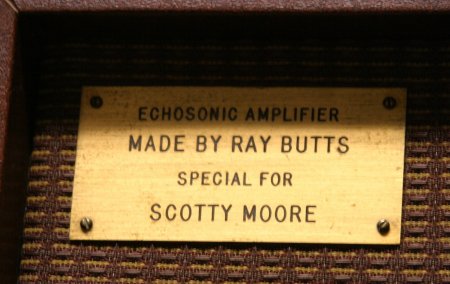 ECHOSONIC AMPLIFIER
MADE BY RAY BUTTS
SPECIAL FOR
SCOTTY MOORE